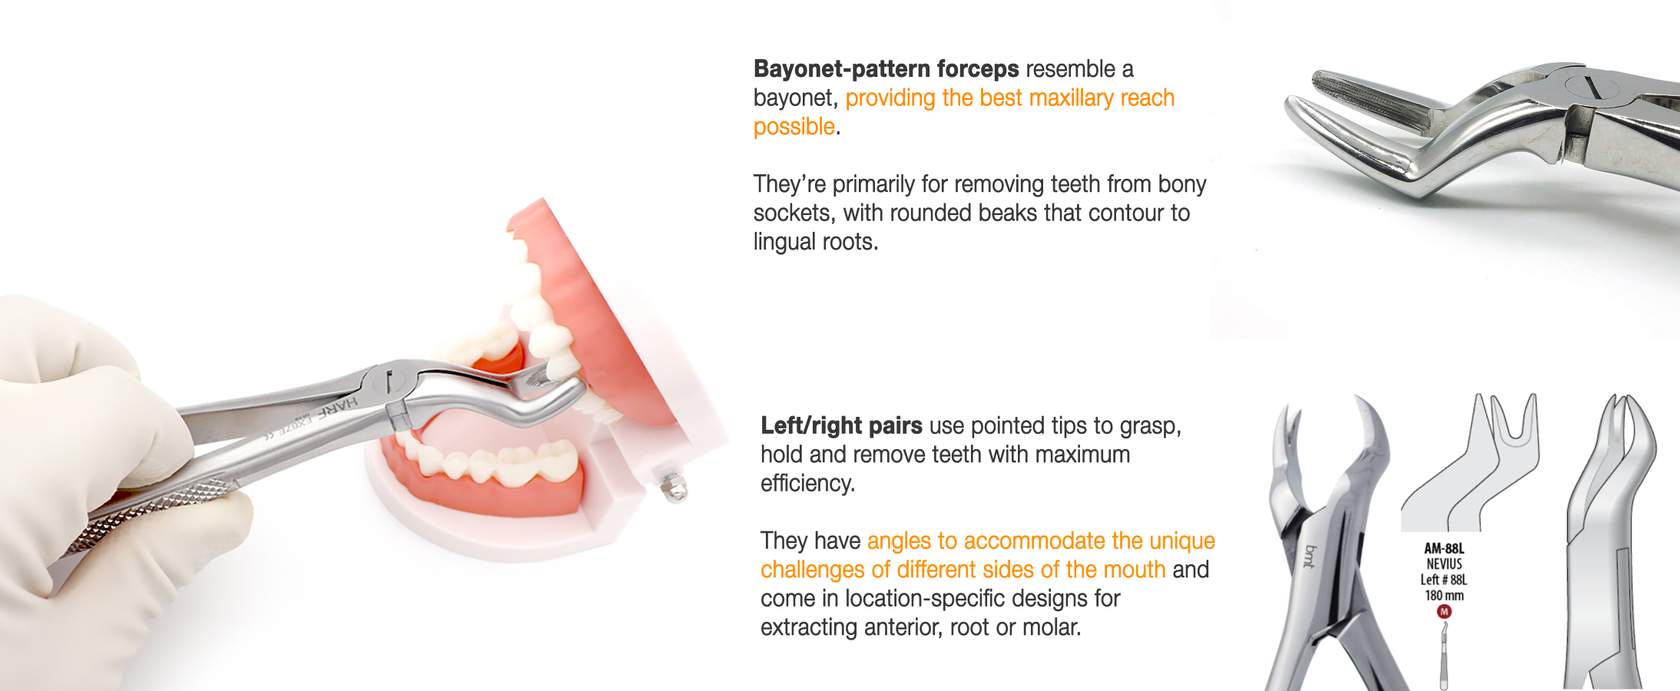 Bayonet-pattern forceps resemble a
bayonet, providing the best maxillary reach
possible.
They’re primarily for removing teeth from bony
sockets, with rounded beaks that contour to
lingual roots.
HARF
Left/right pairs use pointed tips to grasp,
hold and remove teeth with maximum
efficiency.
They have angles to accommodate the unique
challenges of different sides of the mouth and
come in location-specific designs for
extracting anterior, root or molar.
bmt
AM-88L
NEVIUS
Left # 88L
180 mm
M